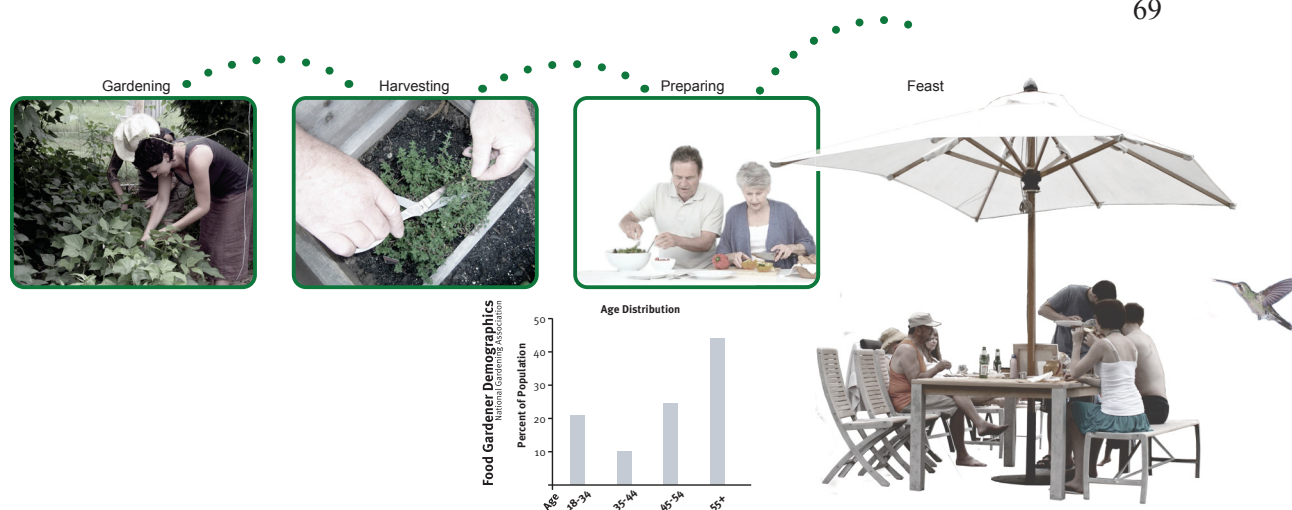 69
Gardening
Harvesting
Preparing
Feast
Food Gardener Demographics
National Gardening Association
Age Distribution
Percent of Population
50
40
30
20
10
Age
18-34
35-44
45-54
55+